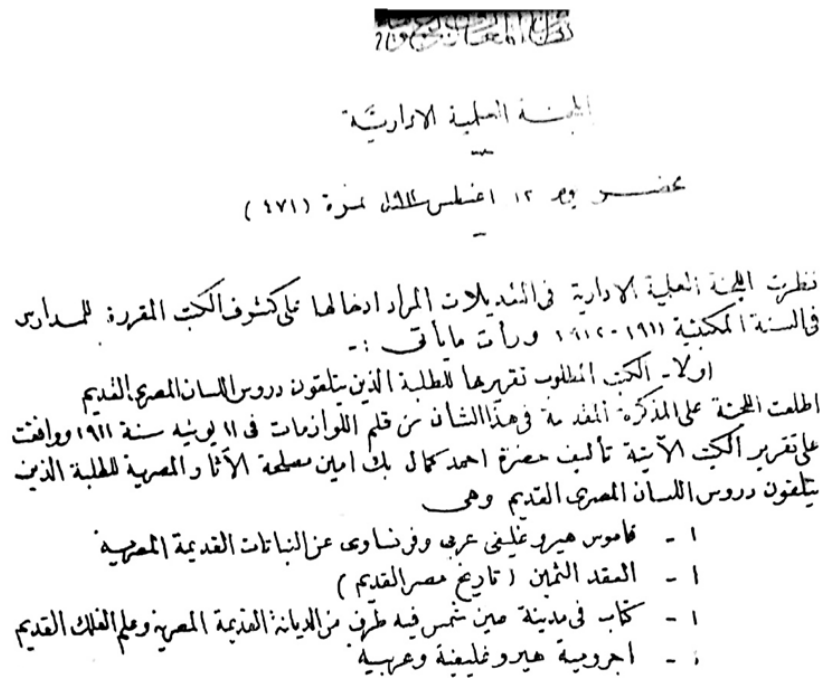 اللجنة العلمية الادارية
محضر يوم ١٢ اغسطس سنة ١٩١١ نمرة (٤٧١)
نظرت اللجنة العلمية الادارية فى التعديلات المراد ادخالها على كشوف الكتب المقررة للمدارس
فى السنة المكتبية ١٩١١-١٩١٢ ورأت ما يأتى :-
اولا - الكتب المطلوب تقريرها للطلبة الذين يتلقون دروس اللسان المصرى القديم
اطلعت اللجنة على المذكرة المقدمة فى هذا الشأن من قلم اللوازمات فى ١١ يونيه سنة ١٩١١ ووافقت
على تقرير الكتب الآتية تأليف حضرة احمد كمال بك امين مصلحة الآثار المصرية للطلبة الذين
يتلقون دروس اللسان المصرى القديم وهى
١ - قاموس هيروغليفى عربى وفرنساوى عن النباتات القديمة المصرية
١ - العقد الثمين (تاريخ مصر القديم)
١ - كتاب فى مدينة عين شمس فيه طرف من الديانة القديمة المصرية وعلم الفلك القديم
- اجرومية هيروغليفية وعربية